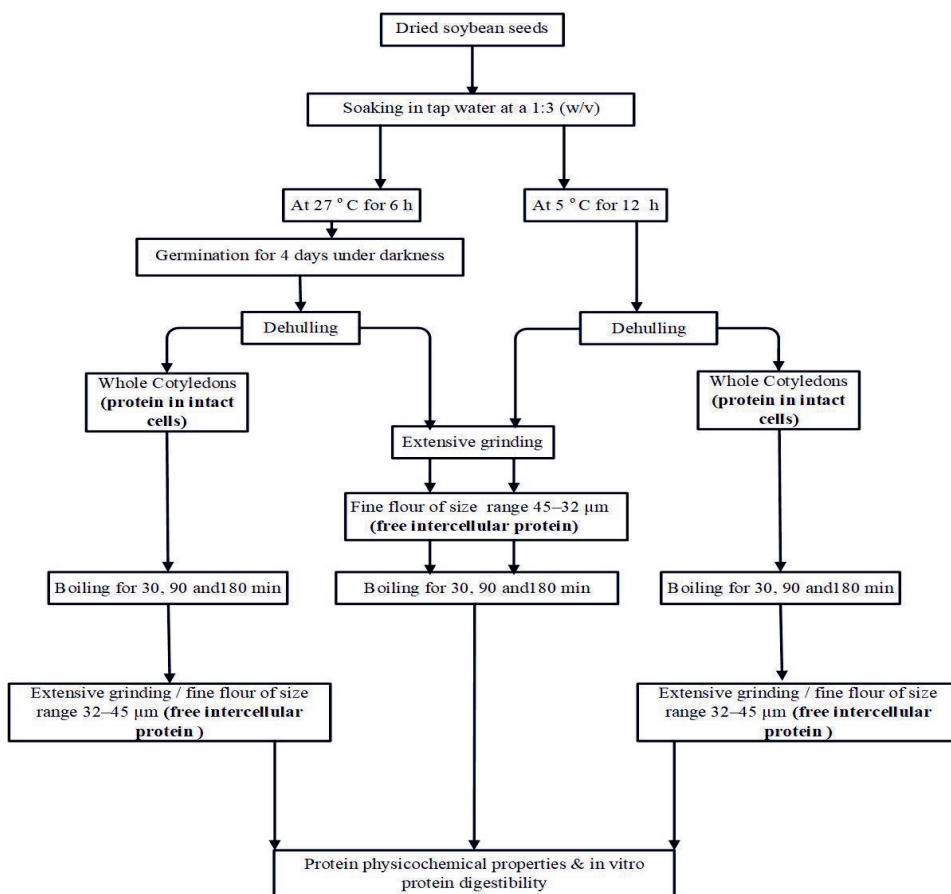 Dried soybean seeds
Soaking in tap water at a 1:3 (w/v)
At 27 ° C for 6 h
At 5 °C for 12 h
Germination for 4 days under darkness
Dehulling
Dehulling
Whole Cotyledons
(protein in intact
cells)
Whole Cotyledons
(protein in intact
cells)
Extensive grinding
Fine flour of size range 45–32 μm
(free intercellular protein)
Boiling for 30, 90 and180 min
Boiling for 30, 90 and180 min
Boiling for 30, 90 and180 min
Extensive grinding / fine flour of size
range 32–45 μm (free intercellular
protein )
Extensive grinding / fine flour of size
range 32–45 μm (free intercellular
protein )
Protein physicochemical properties & in vitro
protein digestibility